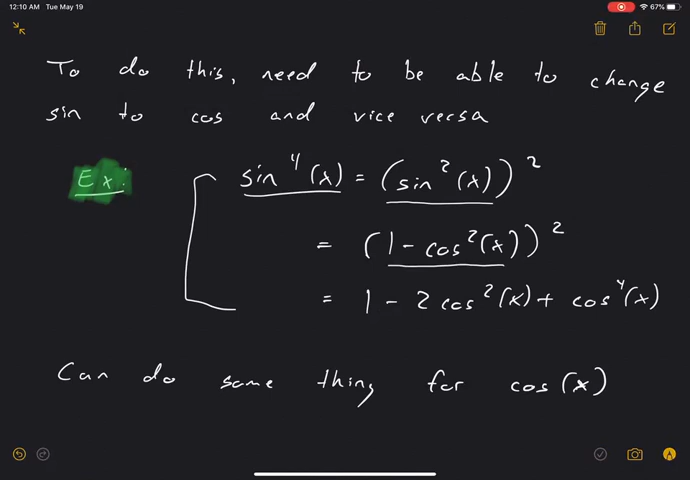 12:10 AM Tue May 19 67%
To do this, need to be able to change
sin to cos and vice versa
Ex: sin⁴(x) = (sin²(x))²
= (1 - cos²(x))²
= 1 - 2cos²(x) + cos⁴(x)
Can do same thing for cos(x)